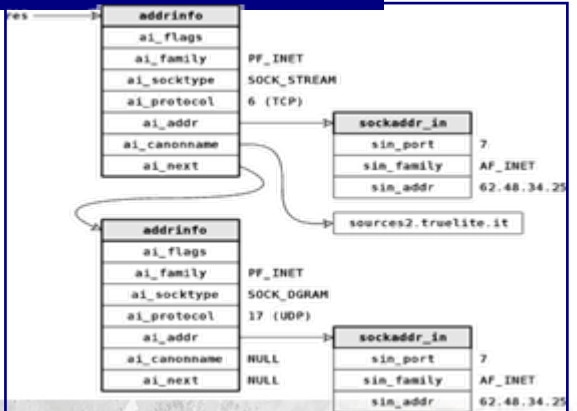 res
addrinfo
ai_flags
ai_family PF_INET
ai_socktype SOCK_STREAM
ai_protocol 6 (TCP)
ai_addr sockaddr_in
ai_canonname sin_port 7
ai_next sin_family AF_INET
sin_addr 62.48.34.25
sources2.truelite.it
addrinfo
ai_flags
ai_family PF_INET
ai_socktype SOCK_DGRAM
ai_protocol 17 (UDP)
ai_addr sockaddr_in
ai_canonname NULL sin_port 7
ai_next NULL sin_family AF_INET
sin_addr 62.48.34.25